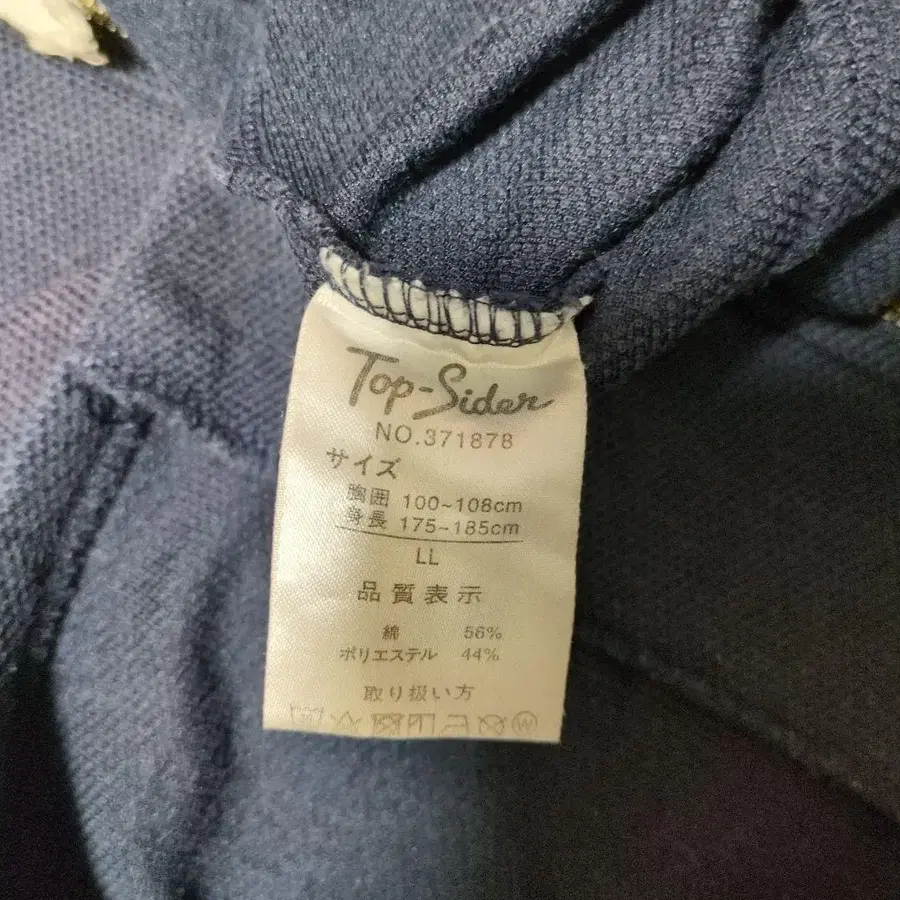 Top-Sider
NO.371878
サイズ
胸囲 100~108cm
身長 175~185cm
LL
品質表示
綿 56%
ポリエステル 44%
取り扱い方
W